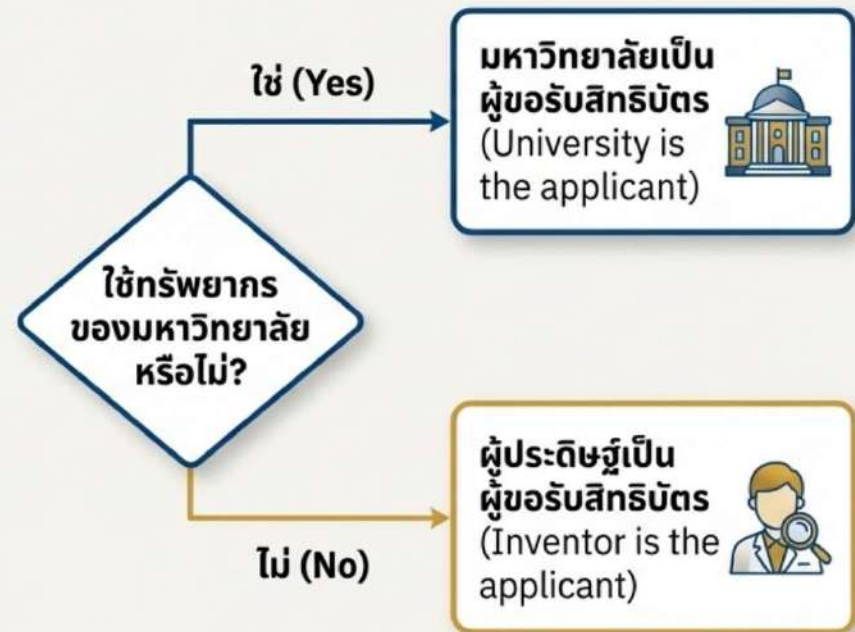 ใช่ (Yes)
มหาวิทยาลัยเป็น
ผู้ขอรับสิทธิบัตร
(University is
the applicant)
ใช้ทรัพยากร
ของมหาวิทยาลัย
หรือไม่?
ผู้ประดิษฐ์เป็น
ผู้ขอรับสิทธิบัตร
(Inventor is the
applicant)
ไม่ (No)